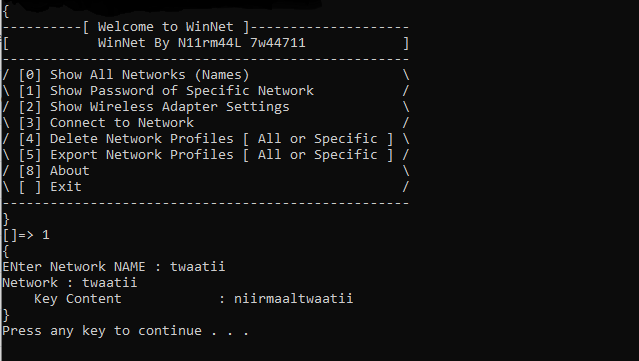 {
----------[ Welcome to WinNet ]--------------------
[           WinNet By N11rm44L 7w44711            ]
---------------------------------------------------
/ [0] Show All Networks (Names)                   \
\ [1] Show Password of Specific Network           /
/ [2] Show Wireless Adapter Settings              \
\ [3] Connect to Network                          /
/ [4] Delete Network Profiles [ All or Specific ] \
\ [5] Export Network Profiles [ All or Specific ] /
/ [8] About                                       \
\ [ ] Exit                                        /
---------------------------------------------------
}
[]=> 1
{
ENter Network NAME : twaatii
Network : twaatii
    Key Content            : niirmaaltwaatii
}
Press any key to continue . . .